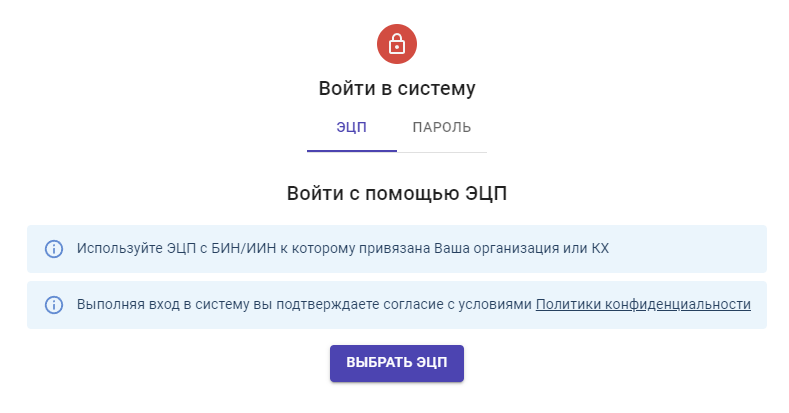 Войти в систему
ЭЦП ПАРОЛЬ
Войти с помощью ЭЦП
Используйте ЭЦП с БИН/ИИН к которому привязана Ваша организация или КХ
Выполняя вход в систему вы подтверждаете согласие с условиями Политики конфиденциальности
ВЫБРАТЬ ЭЦП